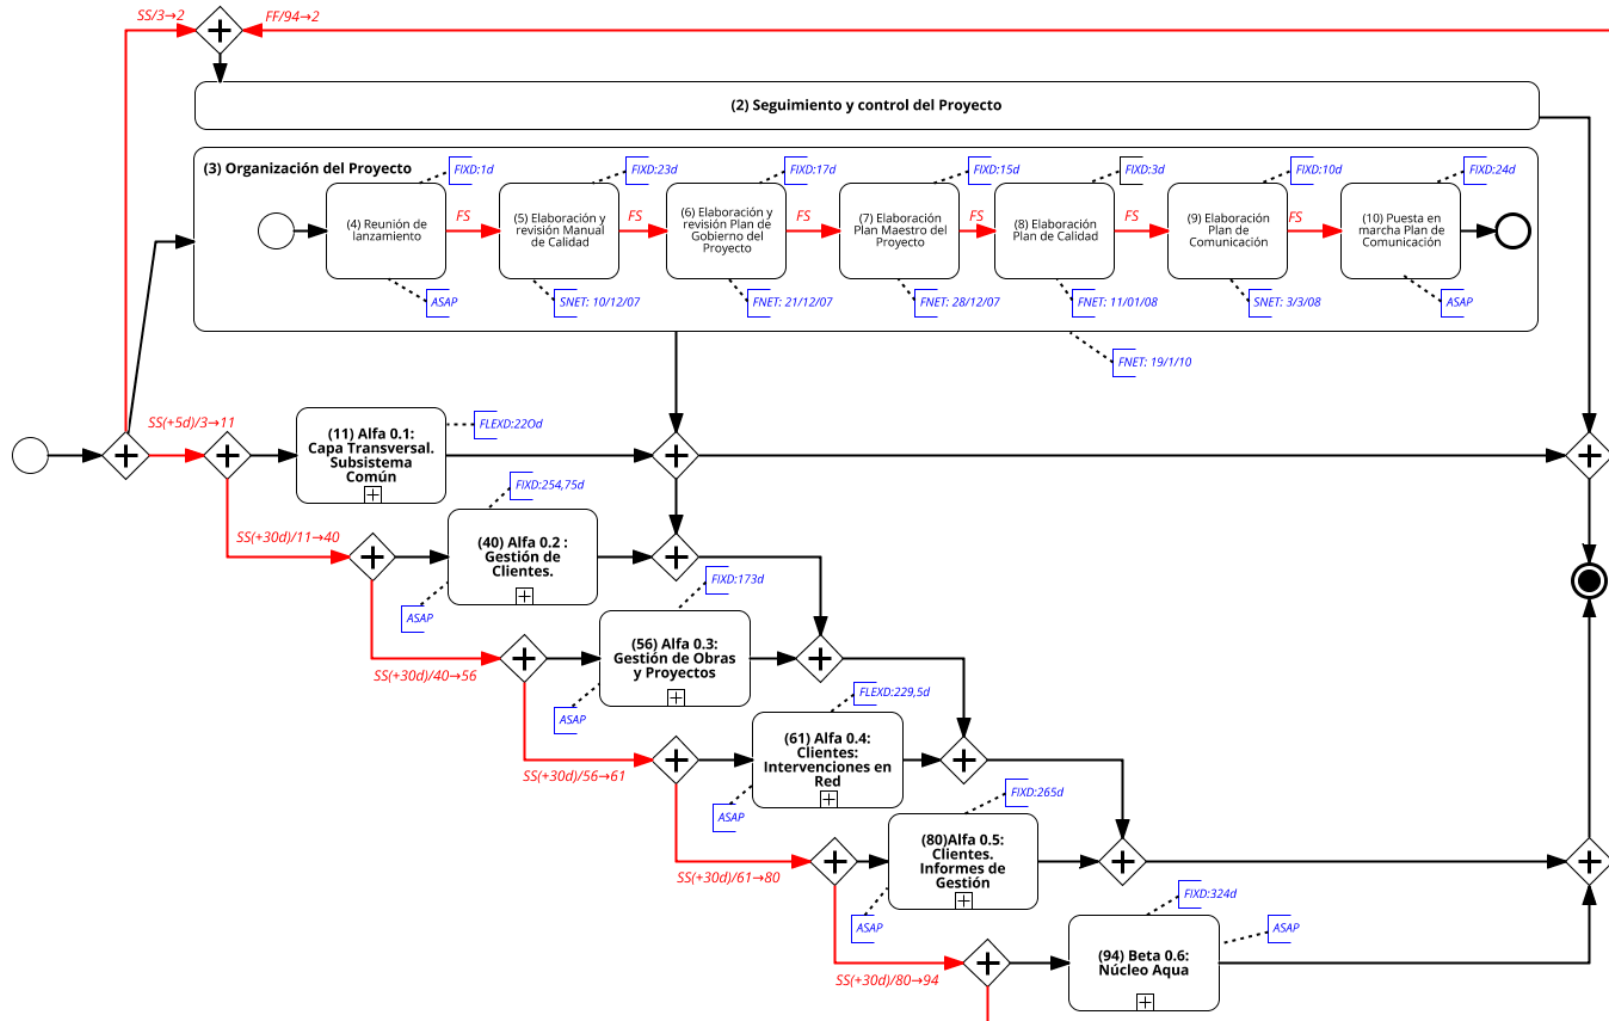 SS/3→2
FF/94→2
(2) Seguimiento y control del Proyecto
(3) Organización del Proyecto
FIXD:1d
FIXD:23d
FIXD:17d
FIXD:15d
FIXD:3d
FIXD:10d
FIXD:24d
(4) Reunión de
lanzamiento
FS
(5) Elaboración y
revisión Manual
de Calidad
FS
(6) Elaboración y
revisión Plan de
Gobierno del
Proyecto
FS
(7) Elaboración
Plan Maestro del
Proyecto
FS
(8) Elaboración
Plan de Calidad
FS
(9) Elaboración
Plan de
Comunicación
FS
(10) Puesta en
marcha Plan de
Comunicación
ASAP
SNET: 10/12/07
FNET: 21/12/07
FNET: 28/12/07
FNET: 11/01/08
SNET: 3/3/08
ASAP
FNET: 19/1/10
SS(+5d)/3→11
(11) Alfa 0.1:
Capa Transversal.
Subsistema
Común
FLEXD:22Od
SS(+30d)/11→40
FIXD:254,75d
(40) Alfa 0.2 :
Gestión de
Clientes.
ASAP
SS(+30d)/40→56
FIXD:173d
(56) Alfa 0.3:
Gestión de Obras
y Proyectos
ASAP
SS(+30d)/56→61
FLEXD:229,5d
(61) Alfa 0.4:
Clientes:
Intervenciones en
Red
ASAP
SS(+30d)/61→80
FIXD:265d
(80)Alfa 0.5:
Clientes.
Informes de
Gestión
ASAP
SS(+30d)/80→94
FIXD:324d
(94) Beta 0.6:
Núcleo Aqua
ASAP